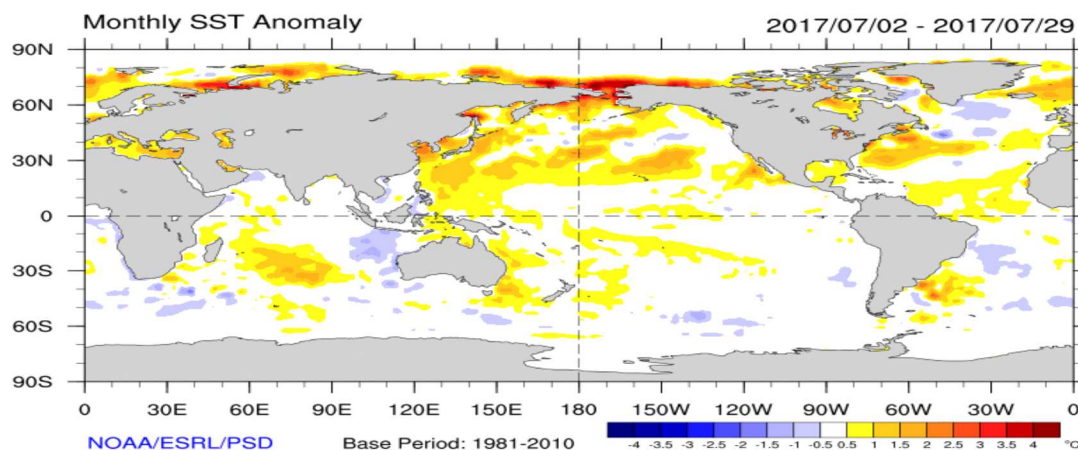 Monthly SST Anomaly 2017/07/02 - 2017/07/29
90N
60N
30N
0
30S
60S
90S
0 30E 60E 90E 120E 150E 180 150W 120W 90W 60W 30W 0
NOAA/ESRL/PSD Base Period: 1981-2010
-4 -3.5 -3 -2.5 -2 -1.5 -1 -0.5 0.5 1 1.5 2 2.5 3 3.5 4 °C